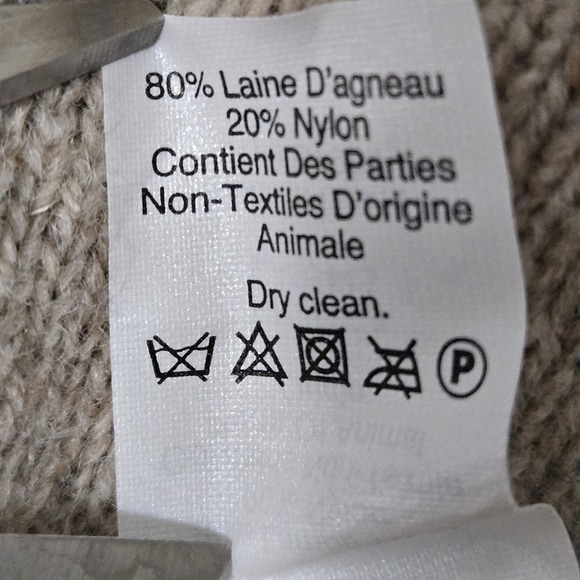 80% Laine D'agneau
20% Nylon
Contient Des Parties
Non-Textiles D'origine
Animale
Dry clean.
P